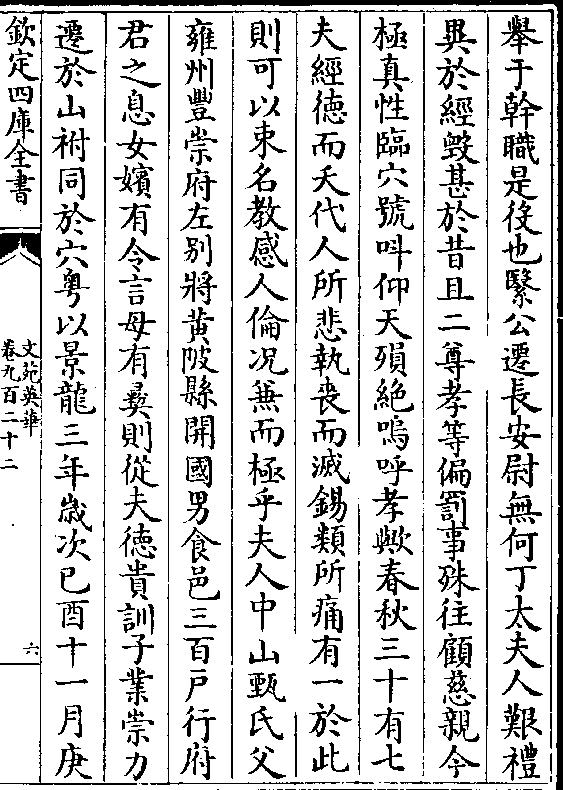 舉于幹職是役也繄公遷長安尉無何丁太夫人艱禮
異於經毀甚於昔且二尊孝等偏罰事殊往顧慈親今
極真性臨穴號叫仰天殞絶嗚呼孝歟春秋三十有七
夫經德而夭代人所悲執喪而滅錫類所痛有一於此
則可以束名教感人倫况兼而極乎夫人中山甄氏父
雍州豐崇府左别將黄陂縣開國男食邑三百戸行府
君之息女嬪有令言母有彞則從夫德貴訓子業崇力
遷於山祔同於穴粤以景龍三年歲次已酉十一月庚
欽定四庫全書
文苑英華
卷九百二十二
六